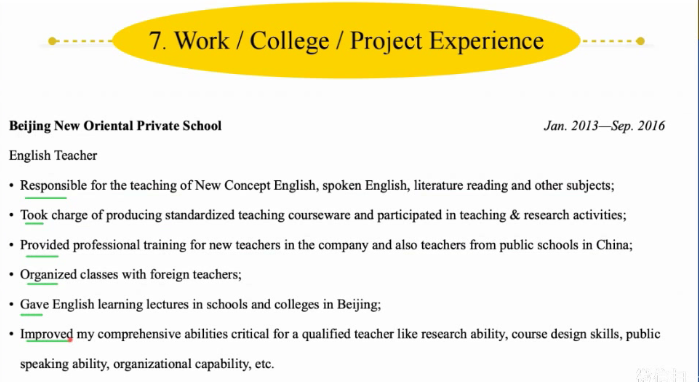 7. Work / College / Project Experience
Beijing New Oriental Private School Jan. 2013—Sep. 2016
English Teacher
• Responsible for the teaching of New Concept English, spoken English, literature reading and other subjects;
• Took charge of producing standardized teaching courseware and participated in teaching & research activities;
• Provided professional training for new teachers in the company and also teachers from public schools in China;
• Organized classes with foreign teachers;
• Gave English learning lectures in schools and colleges in Beijing;
• Improved my comprehensive abilities critical for a qualified teacher like research ability, course design skills, public
speaking ability, organizational capability, etc.